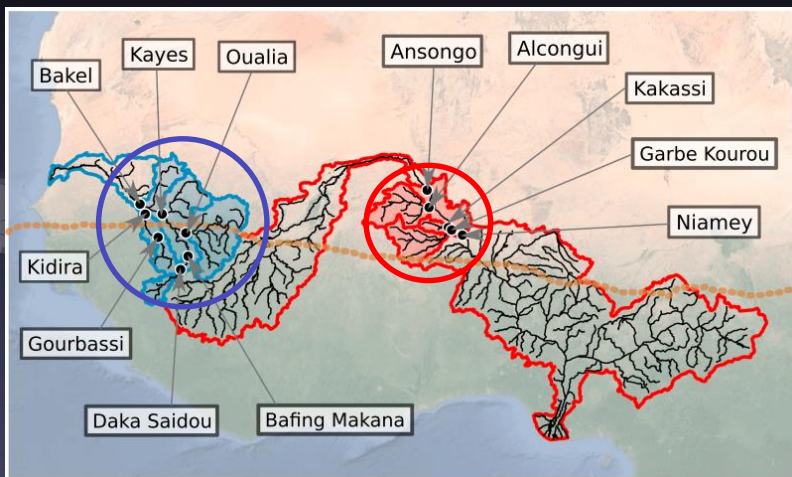 Bakel
Kayes
Oualia
Ansongo
Alcongui
Kakassi
Garbe Kourou
Niamey
Kidira
Gourbassi
Daka Saidou
Bafing Makana